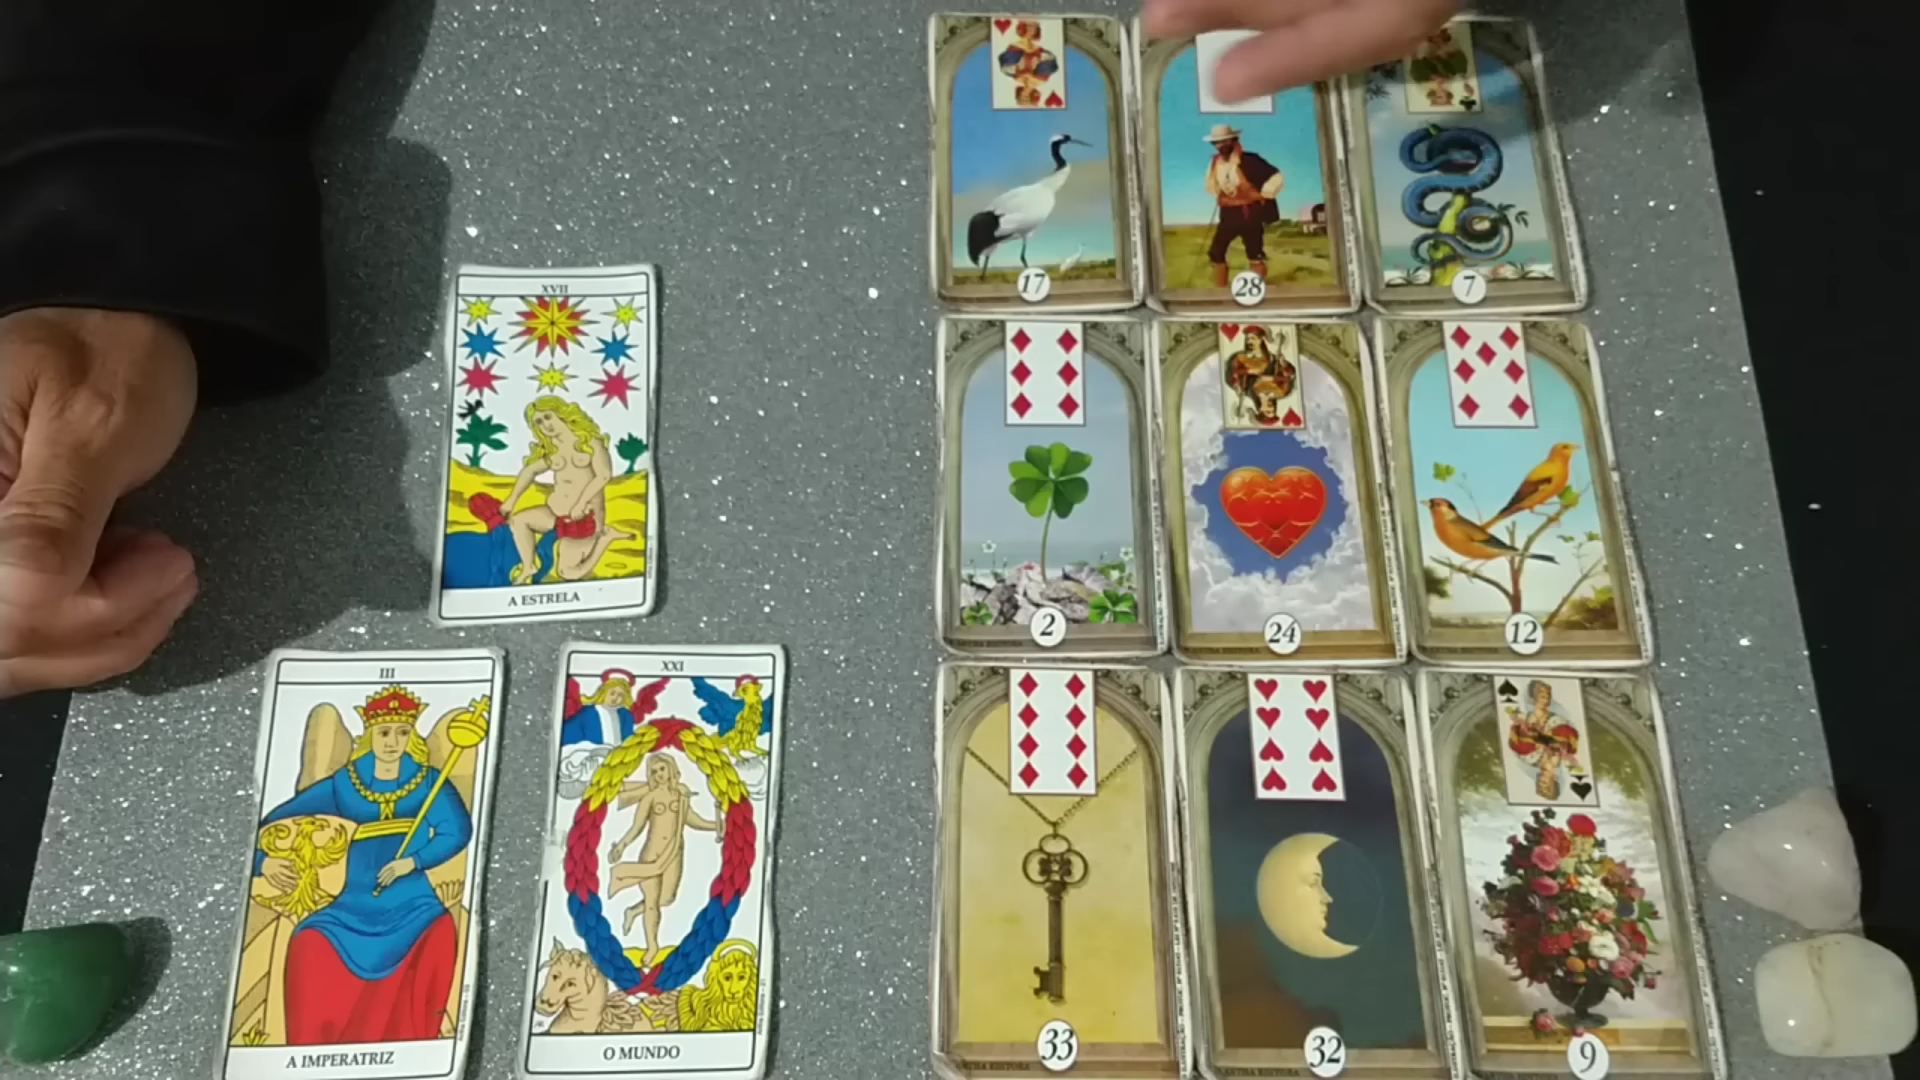 XVII
A ESTRELA
III
A IMPERATRIZ
XXI
O MUNDO
17
28
7
2
24
12
33
32
9